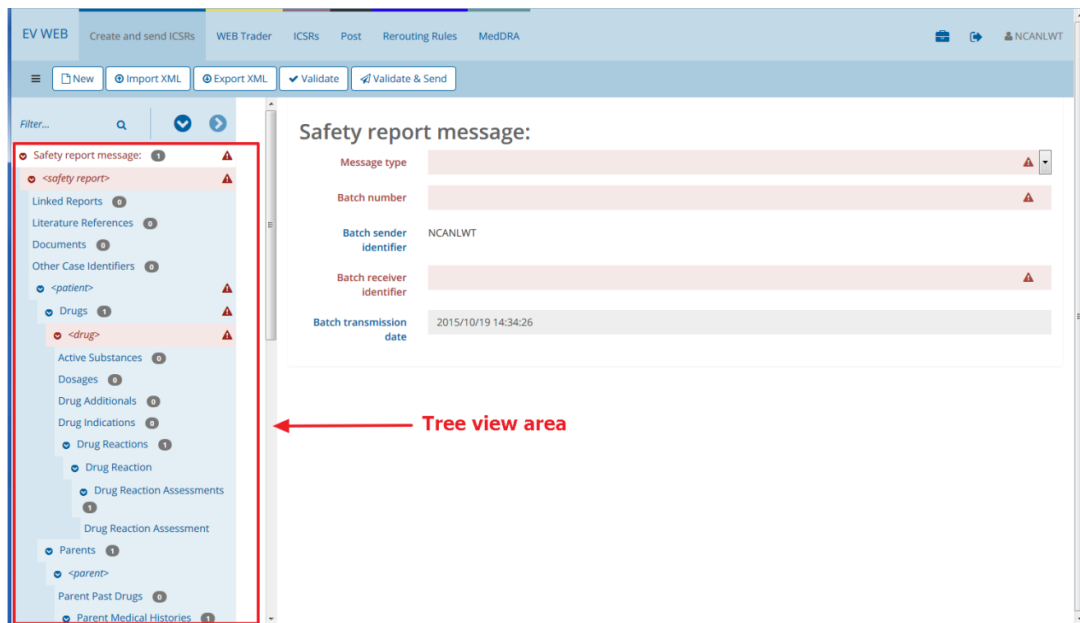 EV WEB
Create and send ICSRs
WEB Trader
ICSRs
Post
Rerouting Rules
MedDRA
NCANLWT
New
Import XML
Export XML
Validate
Validate & Send
Filter...
Safety report message: 1
<safety report>
Linked Reports 0
Literature References 0
Documents 0
Other Case Identifiers 0
<patient>
Drugs 1
<drug>
Active Substances 0
Dosages 0
Drug Additionals 0
Drug Indications 0
Drug Reactions 1
Drug Reaction
Drug Reaction Assessments
1
Drug Reaction Assessment
Parents 1
<parent>
Parent Past Drugs 0
Parent Medical Histories 1
Safety report message:
Message type
Batch number
Batch sender
identifier
NCANLWT
Batch receiver
identifier
Batch transmission
date
2015/10/19 14:34:26
Tree view area